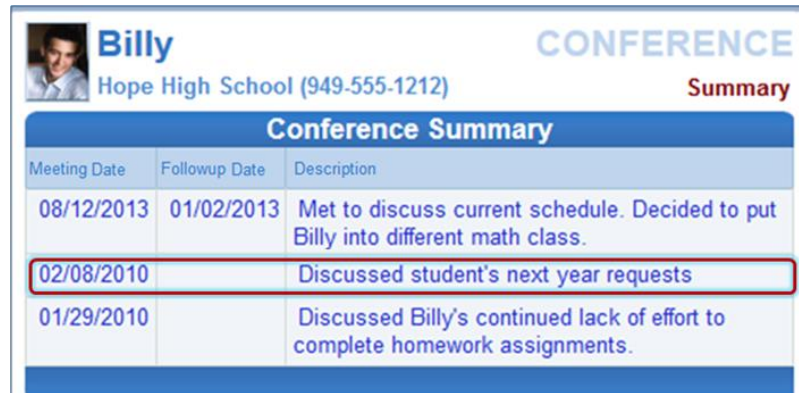 Billy
CONFERENCE
Hope High School (949-555-1212)
Summary
Conference Summary
Meeting Date Followup Date Description
08/12/2013 01/02/2013 Met to discuss current schedule. Decided to put
Billy into different math class.
02/08/2010 Discussed student's next year requests
01/29/2010 Discussed Billy's continued lack of effort to
complete homework assignments.